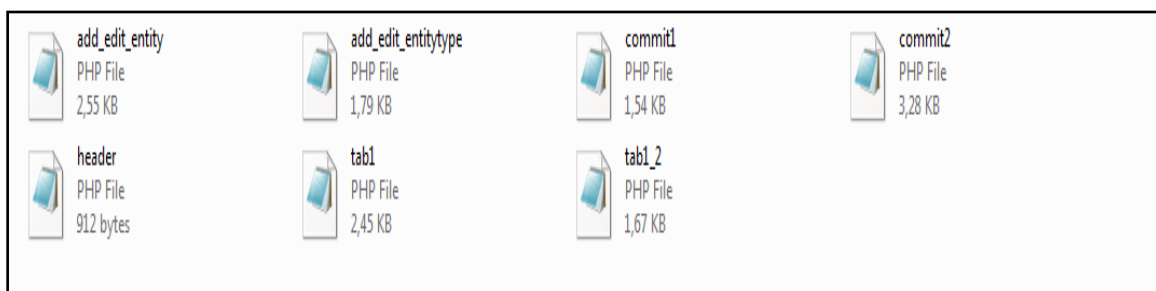 add_edit_entity
PHP File
2,55 KB
add_edit_entitytype
PHP File
1,79 KB
commit1
PHP File
1,54 KB
commit2
PHP File
3,28 KB
header
PHP File
912 bytes
tab1
PHP File
2,45 KB
tab1_2
PHP File
1,67 KB